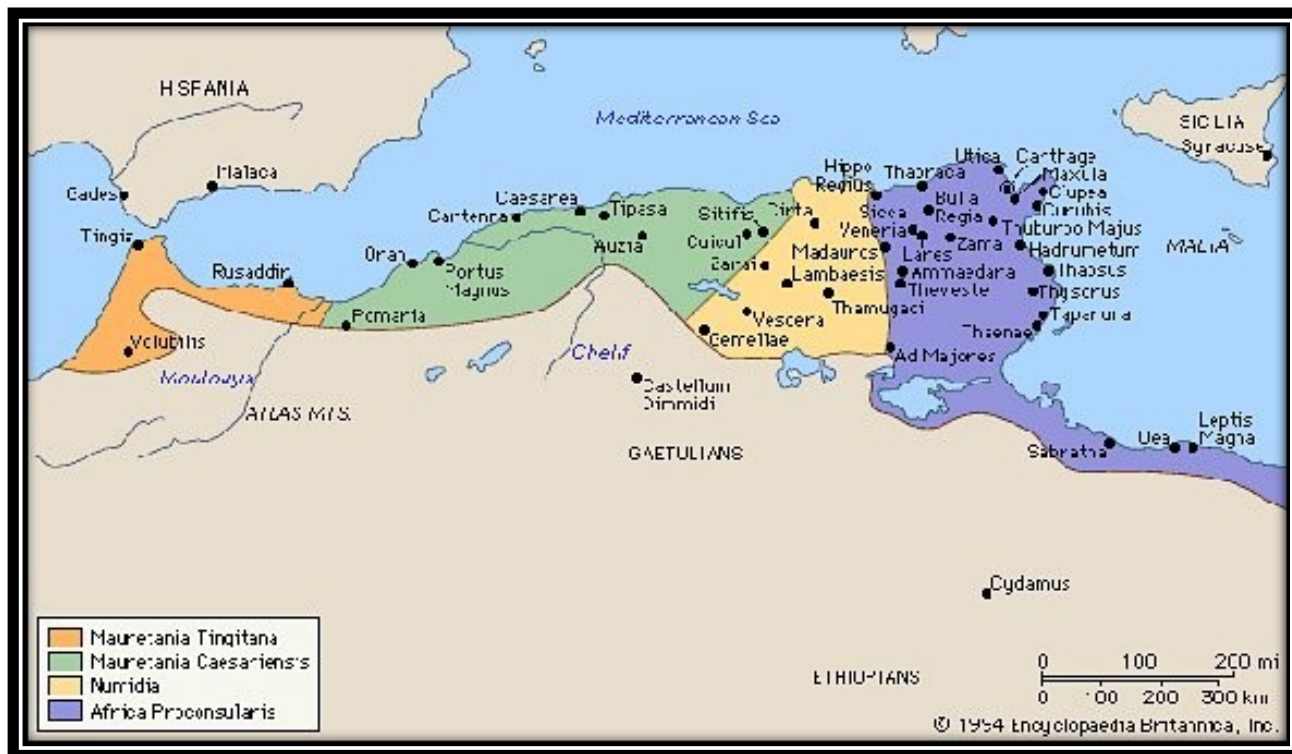 HISPANIA
Mediterranean Sea
SICILIA
Syracuse
Gades
Malaca
Tingis
Rusaddir
Volubilis
Moulouya
ATLAS MTS.
Cartenna
Caesarea
Tipasa
Oran
Portus
Magnus
Pomaria
Auzia
Chelif
Sitifis
Cuicul
Zarai
Cirta
Hippo
Regius
Thabraca
Utica
Carthage
Maxula
Clupea
Curubis
Bulla
Regia
Sicca
Veneria
Thuburbo Majus
Zama
Hadrumetum
MALTA
Madauros
Lares
Lambaesis
Ammaedara
Thapsus
Theveste
Thysdrus
Thamugadi
Taparura
Vescera
Thaenae
Gemellae
Ad Majores
Castellum
Dimmidi
GAETULIANS
Sabratha
Oea
Leptis
Magna
Cydamus
ETHIOPIANS
Mauretania Tingitana
Mauretania Caesariensis
Numidia
Africa Proconsularis
0 100 200 mi
0 100 200 300 km
© 1994 Encyclopaedia Britannica, Inc.